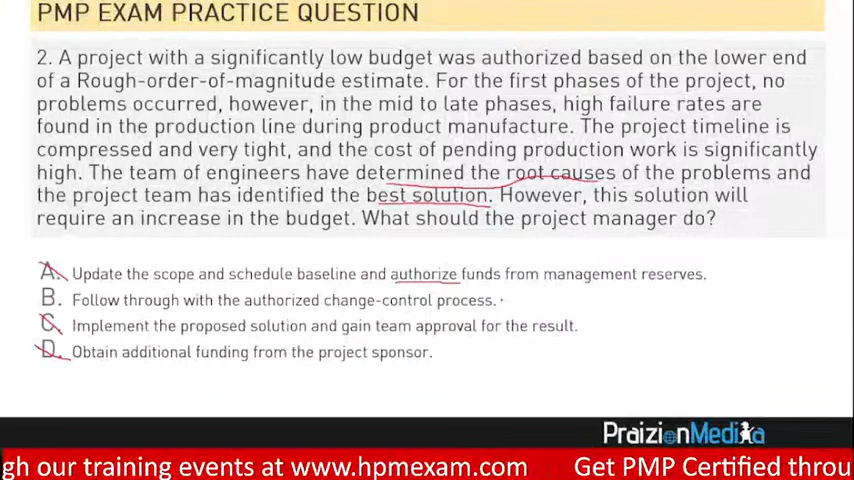 PMP EXAM PRACTICE QUESTION
2. A project with a significantly low budget was authorized based on the lower end
of a Rough-order-of-magnitude estimate. For the first phases of the project, no
problems occurred, however, in the mid to late phases, high failure rates are
found in the production line during product manufacture. The project timeline is
compressed and very tight, and the cost of pending production work is significantly
high. The team of engineers have determined the root causes of the problems and
the project team has identified the best solution. However, this solution will
require an increase in the budget. What should the project manager do?
A. Update the scope and schedule baseline and authorize funds from management reserves.
B. Follow through with the authorized change-control process.
C. Implement the proposed solution and gain team approval for the result.
D. Obtain additional funding from the project sponsor.
PraizionMedia
gh our training events at www.hpmexam.com Get PMP Certified throu